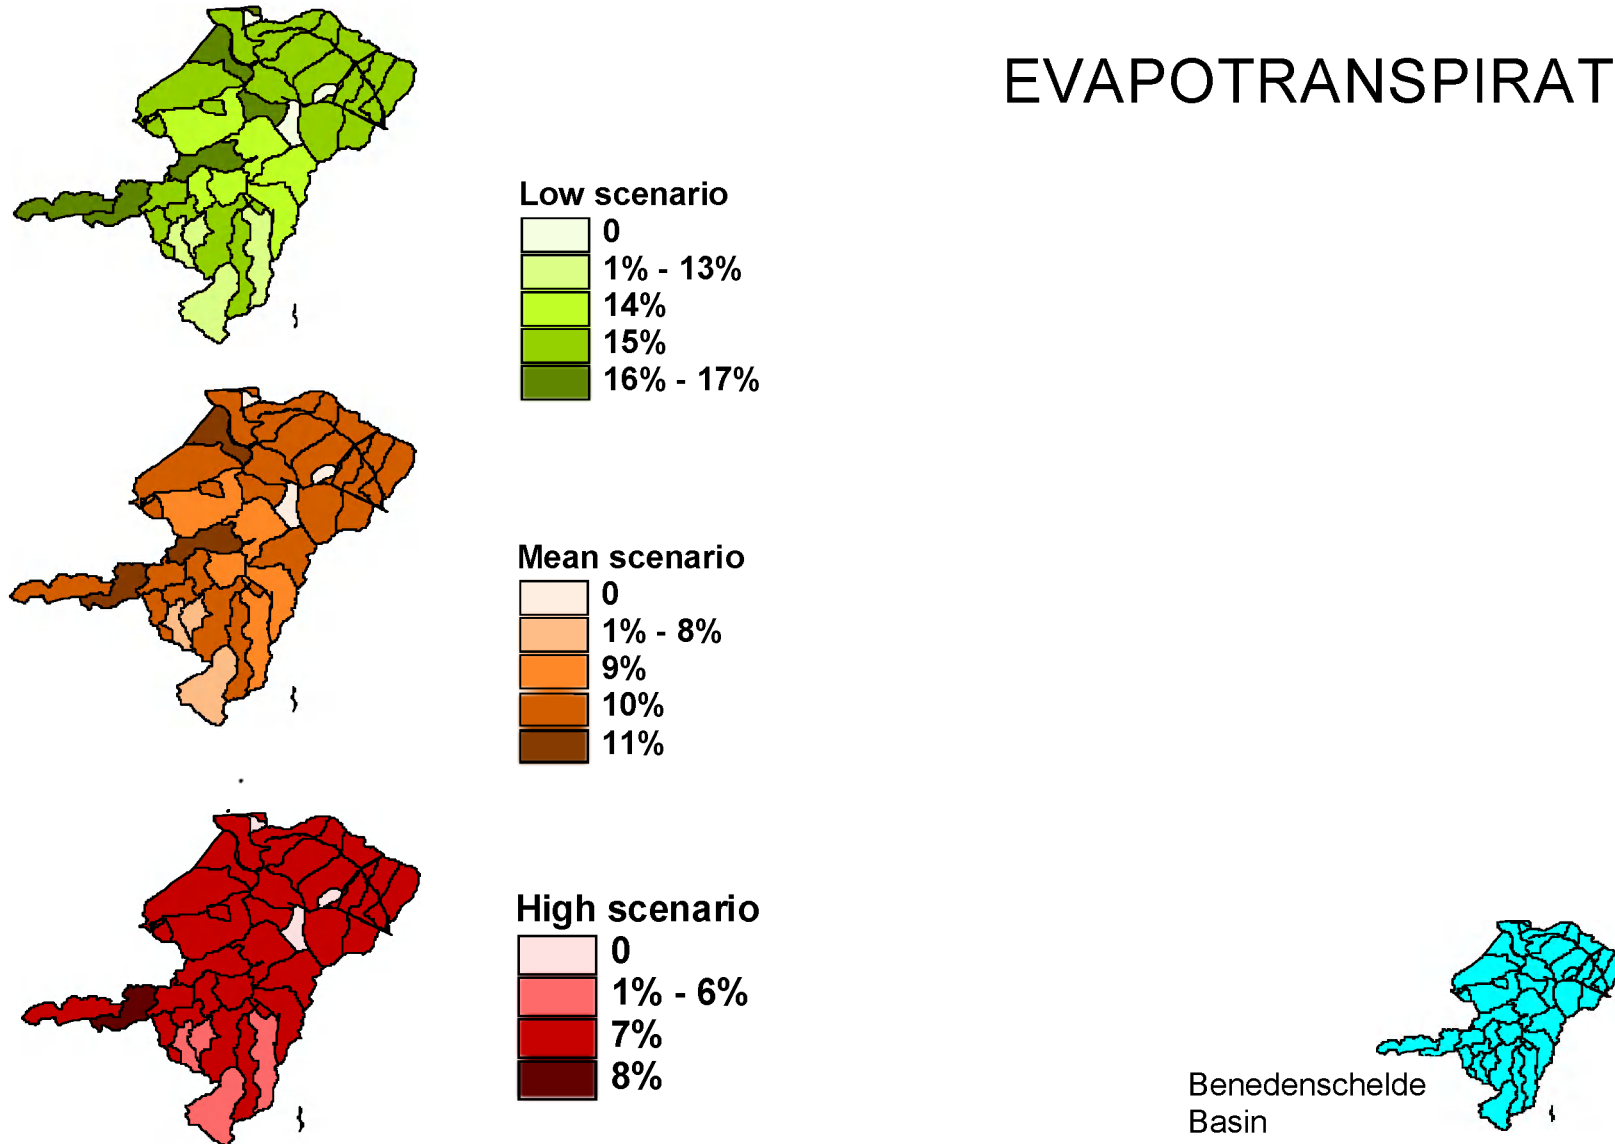 EVAPOTRANSPIRAT
Low scenario
0
1% - 13%
14%
15%
16% - 17%
Mean scenario
0
1% - 8%
9%
10%
11%
High scenario
0
1% - 6%
7%
8%
Benedenschelde
Basin